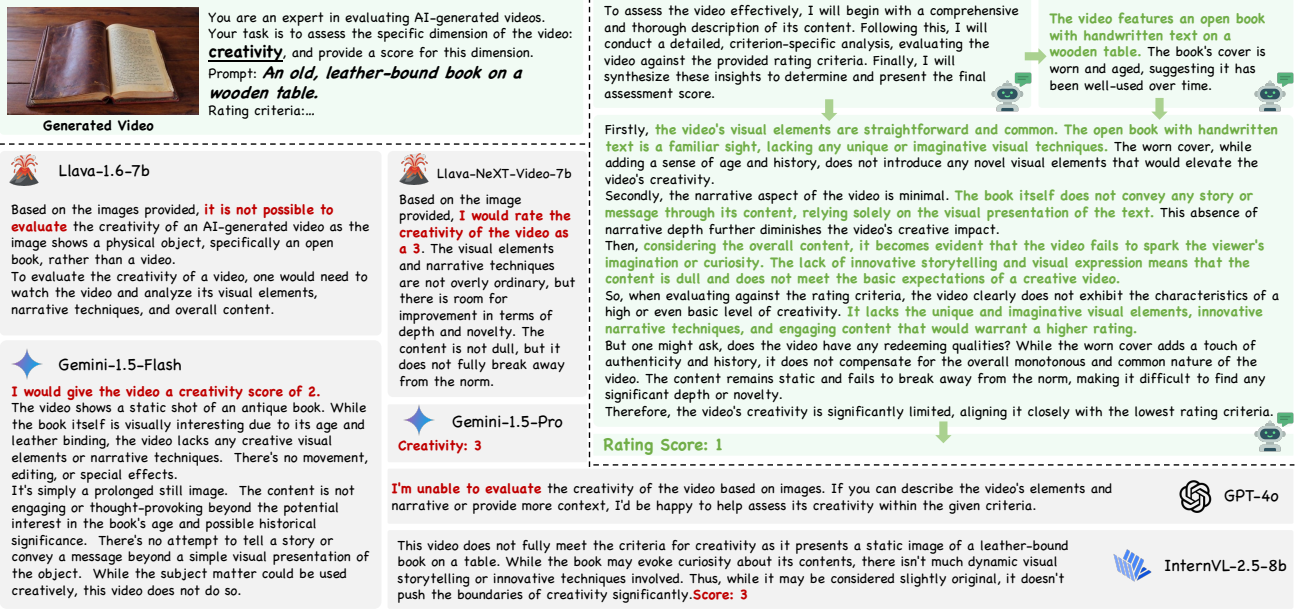 You are an expert in evaluating AI-generated videos.
Your task is to assess the specific dimension of the video:
creativity, and provide a score for this dimension.
Prompt: An old, leather-bound book on a
wooden table.
Rating criteria:...
Generated Video
Llava-1.6-7b
Based on the images provided, it is not possible to
evaluate the creativity of an AI-generated video as the
image shows a physical object, specifically an open
book, rather than a video.
To evaluate the creativity of a video, one would need to
watch the video and analyze its visual elements,
narrative techniques, and overall content.
Gemini-1.5-Flash
I would give the video a creativity score of 2.
The video shows a static shot of an antique book. While
the book itself is visually interesting due to its age and
leather binding, the video lacks any creative visual
elements or narrative techniques. There's no movement,
editing, or special effects.
It's simply a prolonged still image. The content is not
engaging or thought-provoking beyond the potential
interest in the book's age and possible historical
significance. There's no attempt to tell a story or
convey a message beyond a simple visual presentation of
the object. While the subject matter could be used
creatively, this video does not do so.
Llava-NeXT-Video-7b
Based on the image
provided, I would rate the
creativity of the video as
a 3. The visual elements
and narrative techniques
are not overly ordinary, but
there is room for
improvement in terms of
depth and novelty. The
content is not dull, but it
does not fully break away
from the norm.
Gemini-1.5-Pro
Creativity: 3
To assess the video effectively, I will begin with a comprehensive
and thorough description of its content. Following this, I will
conduct a detailed, criterion-specific analysis, evaluating the
video against the provided rating criteria. Finally, I will
synthesize these insights to determine and present the final
assessment score.
The video features an open book
with handwritten text on a
wooden table. The book's cover is
worn and aged, suggesting it has
been well-used over time.
Firstly, the video's visual elements are straightforward and common. The open book with handwritten
text is a familiar sight, lacking any unique or imaginative visual techniques. The worn cover, while
adding a sense of age and history, does not introduce any novel visual elements that would elevate the
video's creativity.
Secondly, the narrative aspect of the video is minimal. The book itself does not convey any story or
message through its content, relying solely on the visual presentation of the text. This absence of
narrative depth further diminishes the video's creative impact.
Then, considering the overall content, it becomes evident that the video fails to spark the viewer's
imagination or curiosity. The lack of innovative storytelling and visual expression means that the
content is dull and does not meet the basic expectations of a creative video.
So, when evaluating against the rating criteria, the video clearly does not exhibit the characteristics of a
high or even basic level of creativity. It lacks the unique and imaginative visual elements, innovative
narrative techniques, and engaging content that would warrant a higher rating.
But one might ask, does the video have any redeeming qualities? While the worn cover adds a touch of
authenticity and history, it does not compensate for the overall monotonous and common nature of the
video. The content remains static and fails to break away from the norm, making it difficult to find any
significant depth or novelty.
Therefore, the video's creativity is significantly limited, aligning it closely with the lowest rating criteria.
Rating Score: 1
I'm unable to evaluate the creativity of the video based on images. If you can describe the video's elements and
narrative or provide more context, I'd be happy to help assess its creativity within the given criteria.
GPT-4o
This video does not fully meet the criteria for creativity as it presents a static image of a leather-bound
book on a table. While the book may evoke curiosity about its contents, there isn't much dynamic visual
storytelling or innovative techniques involved. Thus, while it may be considered slightly original, it doesn't
push the boundaries of creativity significantly.Score: 3
InternVL-2.5-8b